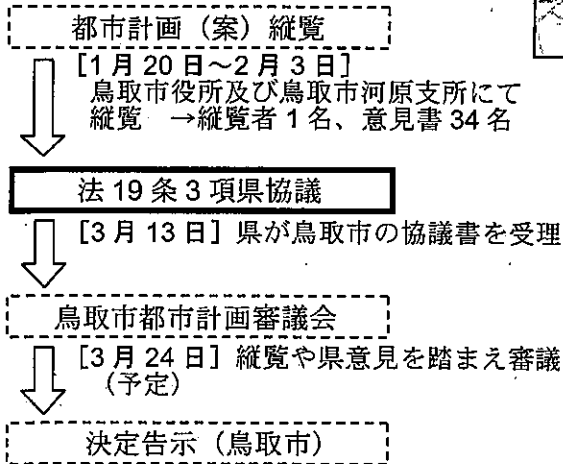 都市計画（案）縦覧
[1月20日～2月3日]
鳥取市役所及び鳥取市河原支所にて
縦覧 →縦覧者1名、意見書34名
法19条3項県協議
[3月13日] 県が鳥取市の協議書を受理
鳥取市都市計画審議会
[3月24日] 縦覧や県意見を踏まえ審議
（予定）
決定告示（鳥取市）